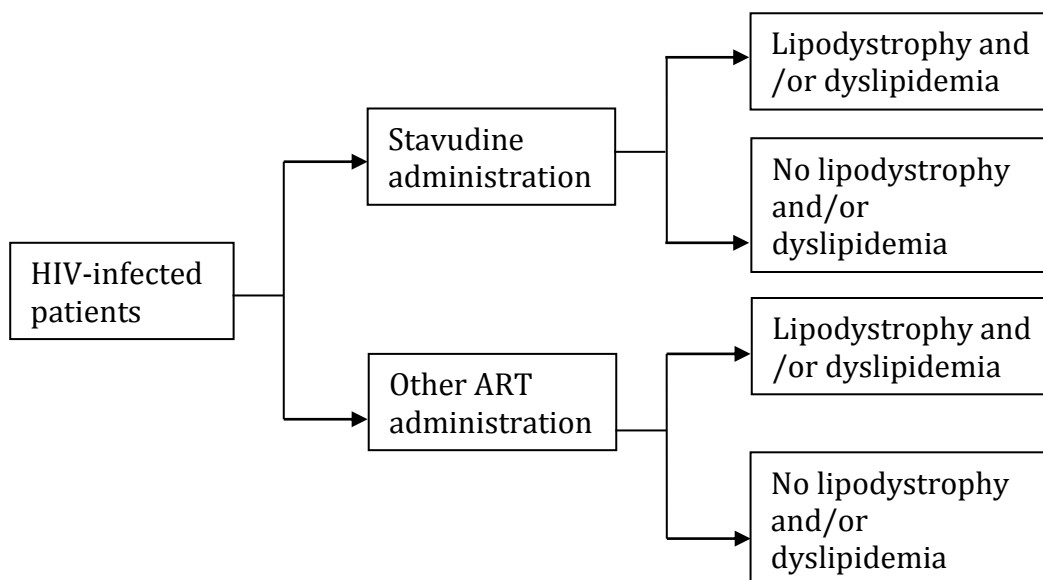 HIV-infected
patients
Stavudine
administration
Lipodystrophy and
/or dyslipidemia
No lipodystrophy
and/or
dyslipidemia
Other ART
administration
Lipodystrophy and
/or dyslipidemia
No lipodystrophy
and/or
dyslipidemia